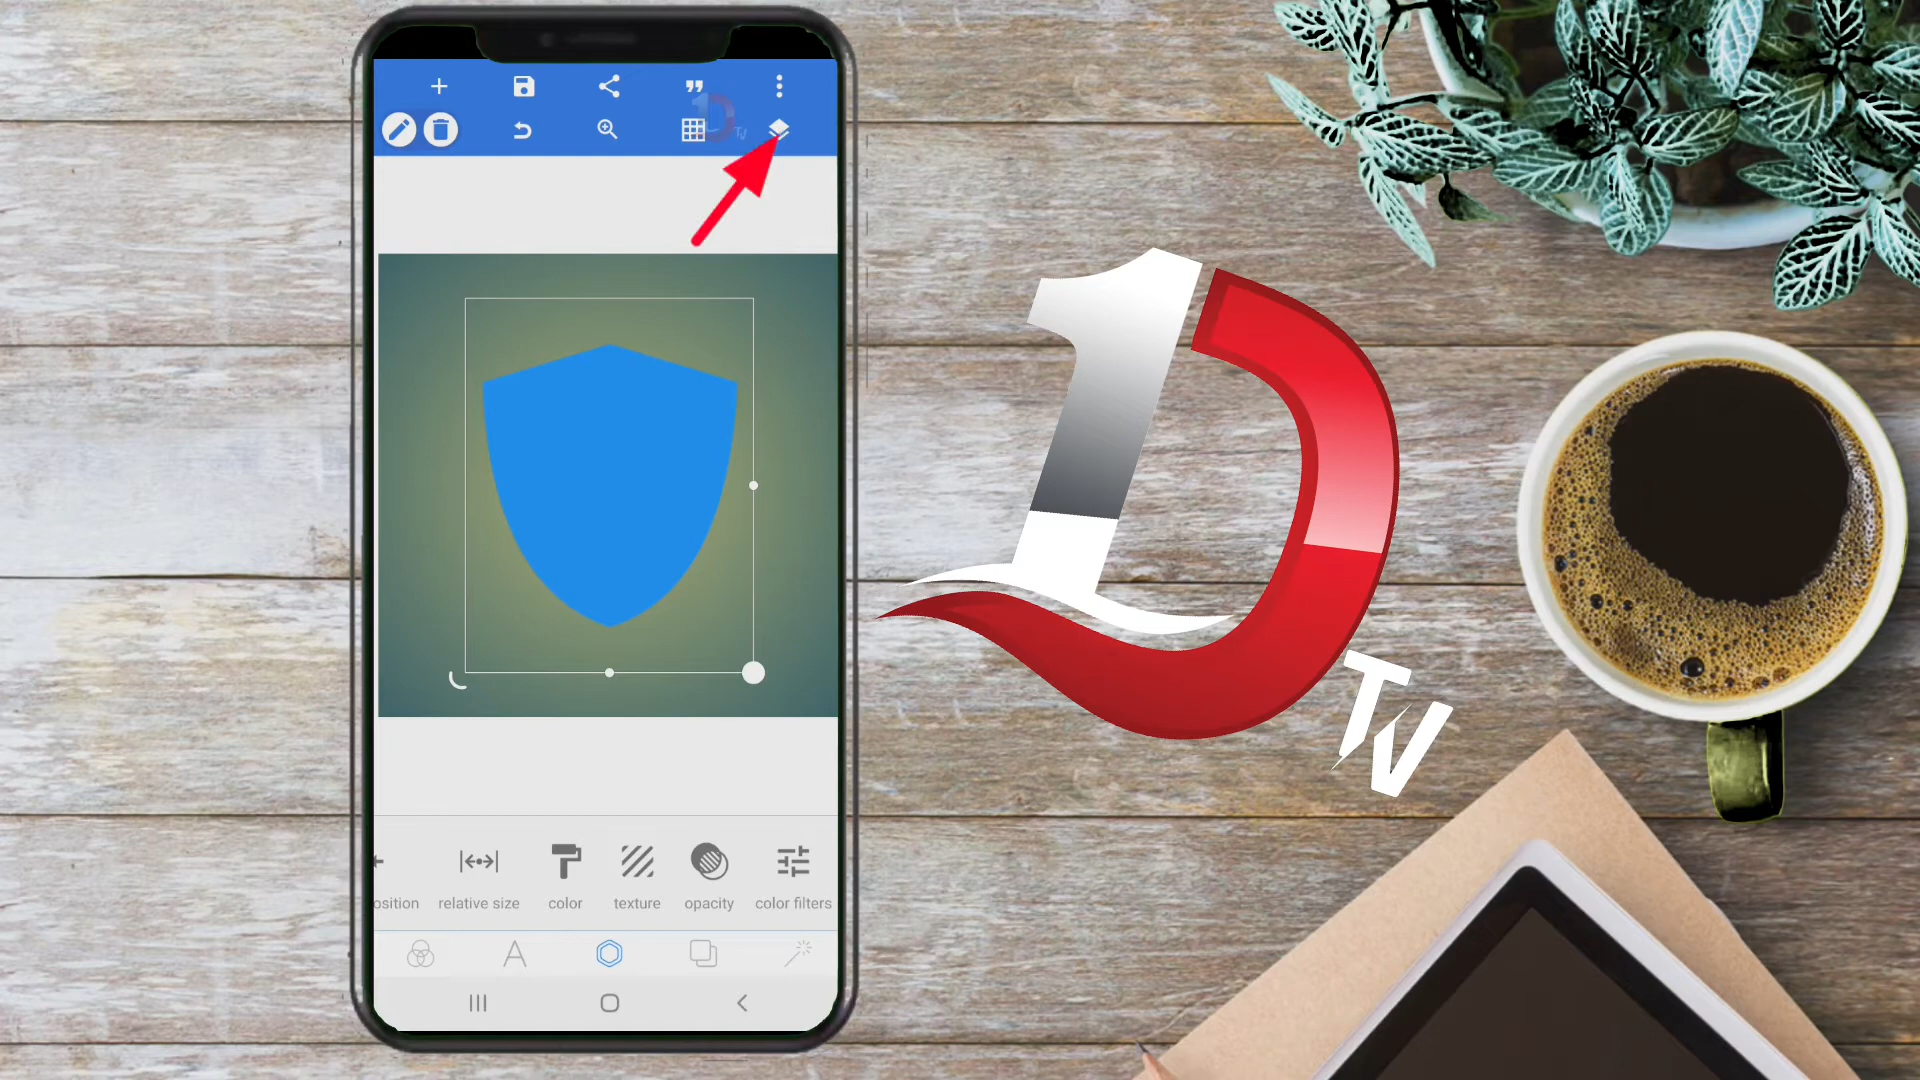 1D
TV
osition
relative size
color
texture
opacity
color filters